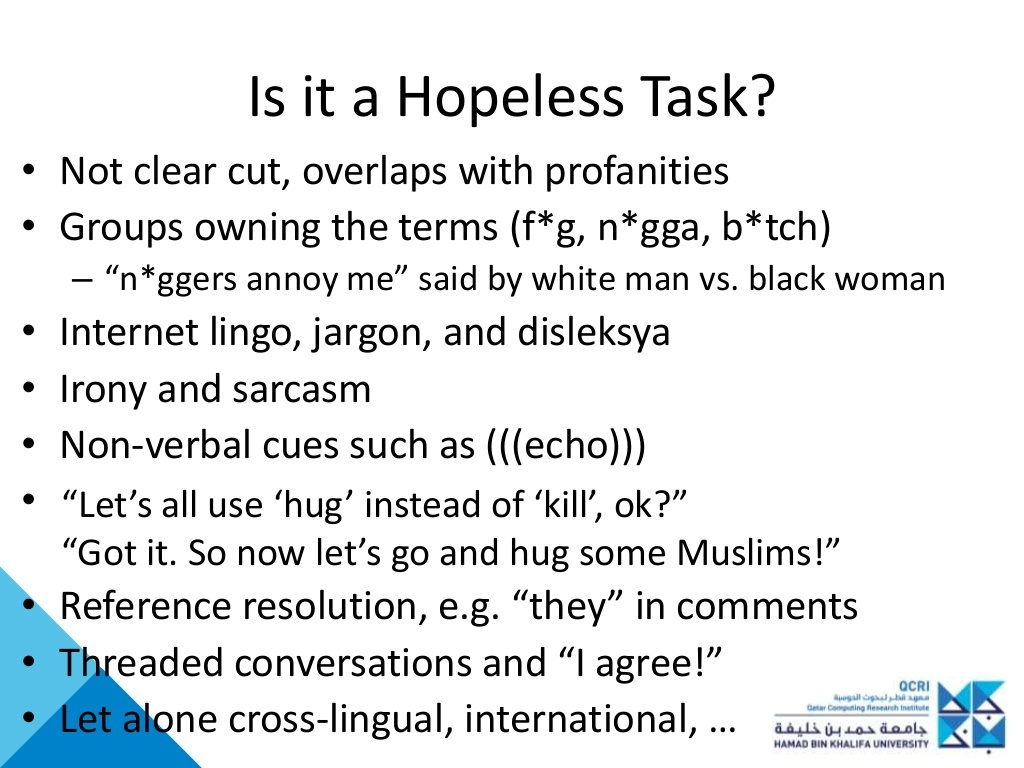 Is it a Hopeless Task?
• Not clear cut, overlaps with profanities
• Groups owning the terms (f*g, n*gga, b*tch)
– “n*ggers annoy me” said by white man vs. black woman
• Internet lingo, jargon, and disleksya
• Irony and sarcasm
• Non-verbal cues such as (((echo)))
• “Let’s all use ‘hug’ instead of ‘kill’, ok?”
“Got it. So now let’s go and hug some Muslims!”
• Reference resolution, e.g. “they” in comments
• Threaded conversations and “I agree!”
• Let alone cross-lingual, international, ...
QCRI
معهد قطر لبحوث الحوسبة
Qatar Computing Research Institute
جامعة حمد بن خليفة
HAMAD BIN KHALIFA UNIVERSITY